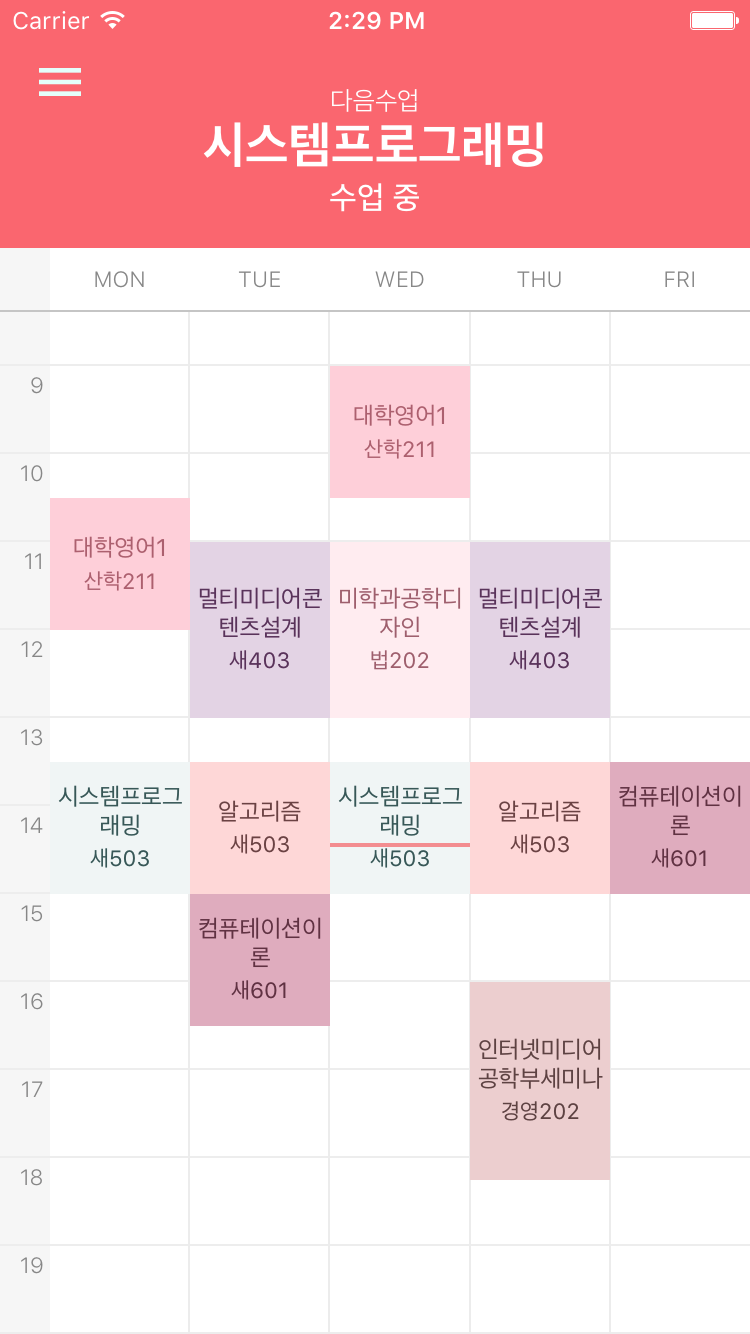 Carrier 2:29 PM
다음수업
시스템프로그래밍
수업 중
MON TUE WED THU FRI
9
대학영어1
산학211
10
대학영어1
산학211
11
멀티미디어콘
텐츠설계
새403
미학과공학디
자인
법202
멀티미디어콘
텐츠설계
새403
12
13
시스템프로그
래밍
새503
알고리즘
새503
시스템프로그
래밍
새503
알고리즘
새503
컴퓨테이션이
론
새601
14
15
컴퓨테이션이
론
새601
16
인터넷미디어
공학부세미나
경영202
17
18
19